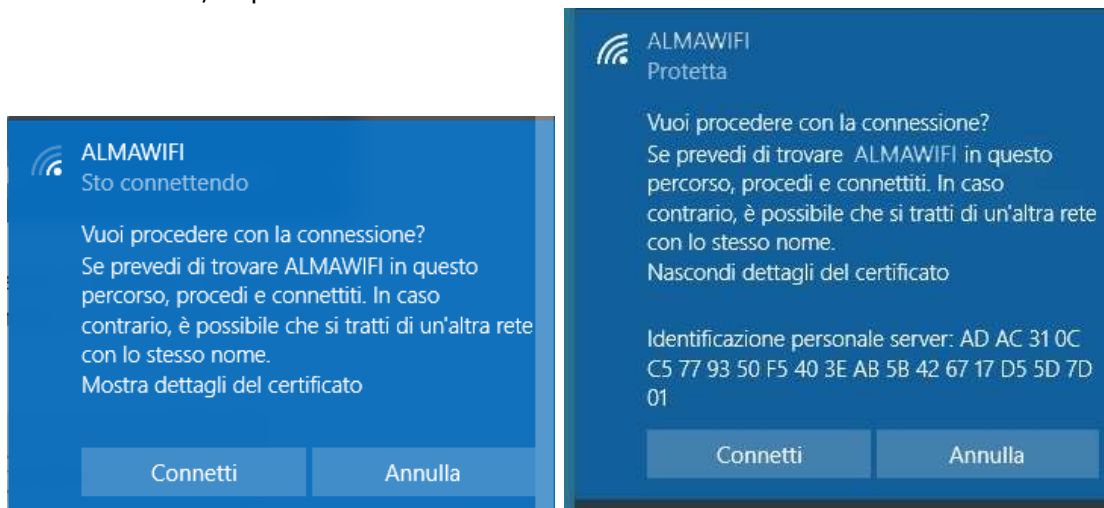 ALMAWIFI
Sto connettendo
Vuoi procedere con la connessione?
Se prevedi di trovare ALMAWIFI in questo
percorso, procedi e connettiti. In caso
contrario, è possibile che si tratti di un'altra rete
con lo stesso nome.
Mostra dettagli del certificato
Connetti
Annulla
ALMAWIFI
Protetta
Vuoi procedere con la connessione?
Se prevedi di trovare ALMAWIFI in questo
percorso, procedi e connettiti. In caso
contrario, è possibile che si tratti di un'altra rete
con lo stesso nome.
Nascondi dettagli del certificato
Identificazione personale server: AD AC 31 0C
C5 77 93 50 F5 40 3E AB 5B 42 67 17 D5 5D 7D
01
Connetti
Annulla